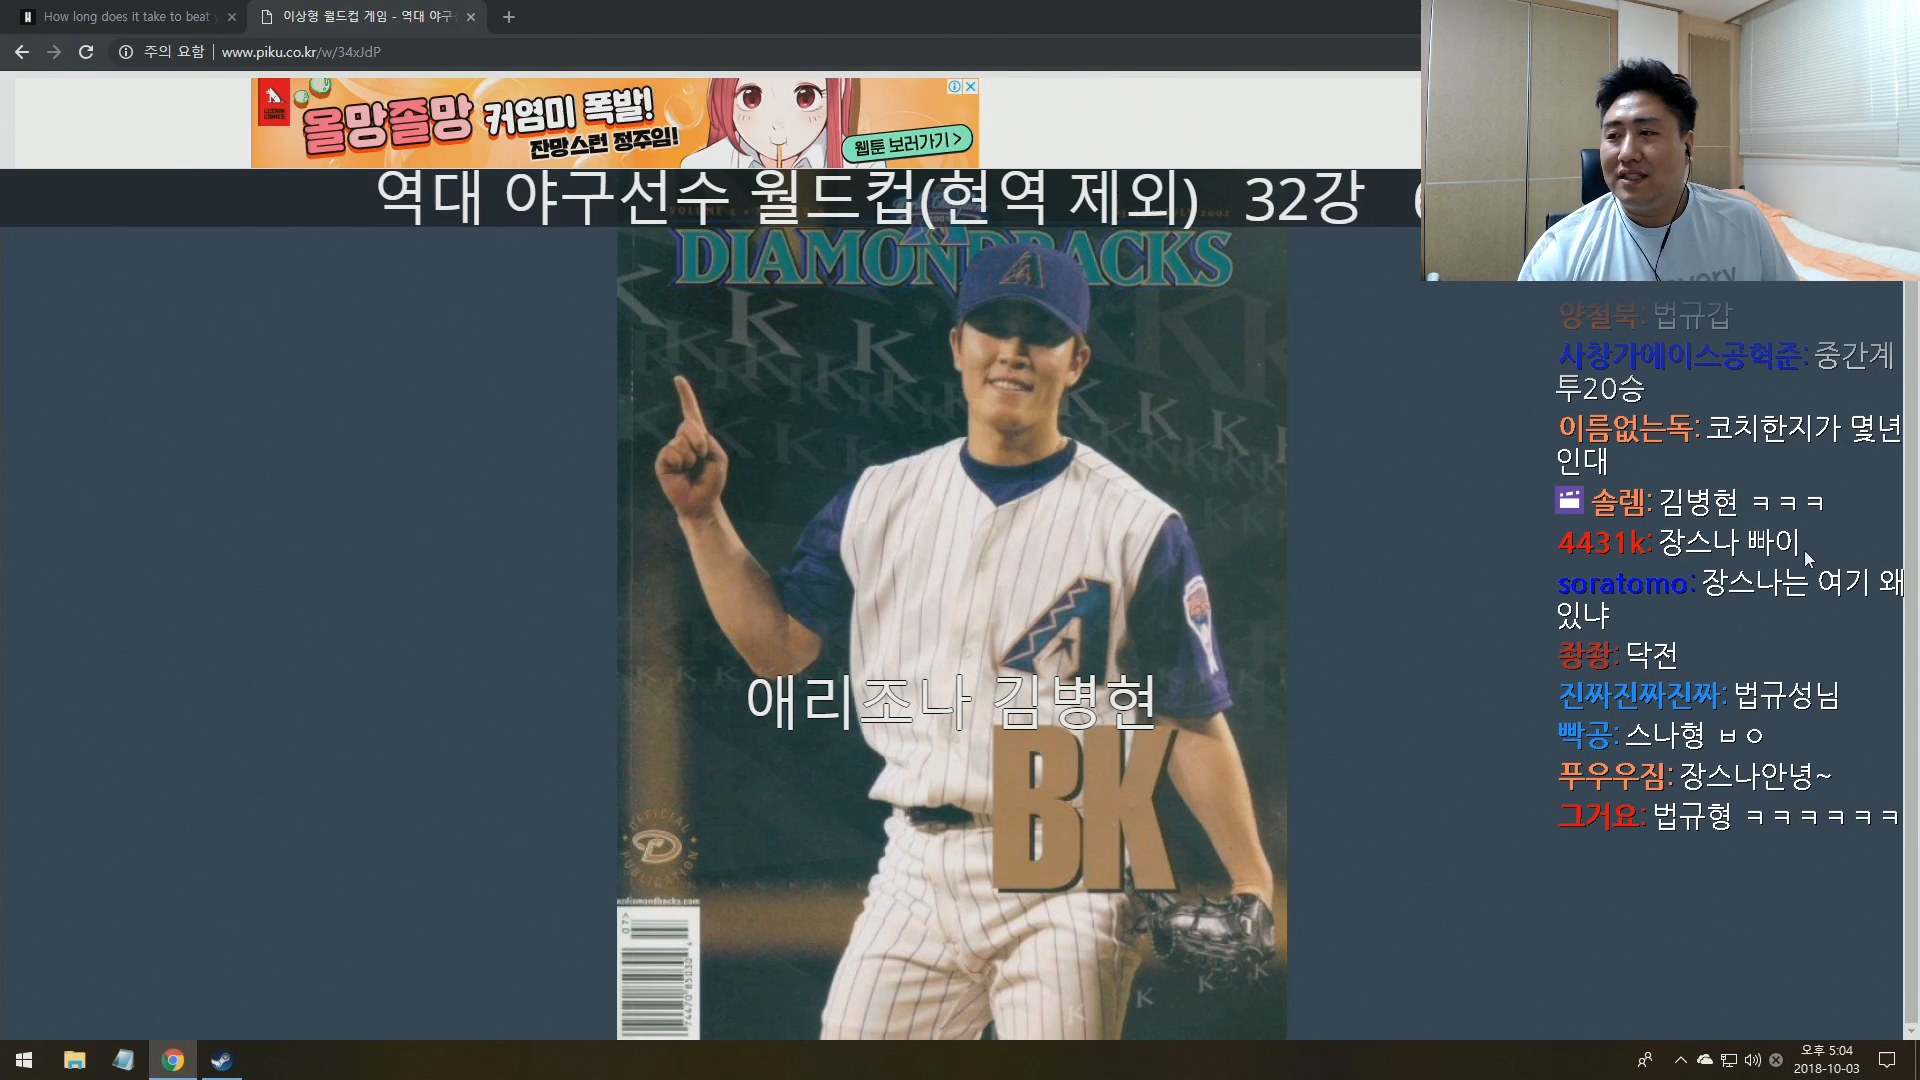 How long does it take to beat
이상형 월드컵 게임 - 역대 야구
주의 요함
www.piku.co.kr/w/34xJdP
올망졸망 커염미 폭발!
잔망스런 정주임!
웹툰 보러가기 >
역대 야구선수 월드컵(현역 제외) 32강
DIAMONDBACKS
애리조나 김병현
BK
OFFICIAL
PUBLICATION
azdiamondbacks.com
양철북: 법규갑
사창가에이스공혁준: 중간계
투20승
이름없는독: 코치한지가 몇년
인대
솔렘: 김병현 ㅋㅋㅋ
4431k: 장스나 빠이
soratomo: 장스나는 여기 왜
있냐
좡좡: 닥전
진짜진짜진짜: 법규성님
빡공: 스나형 ㅂㅇ
푸우우짐: 장스나안녕~
그거요: 법규형 ㅋㅋㅋㅋㅋㅋ
오후 5:04
2018-10-03